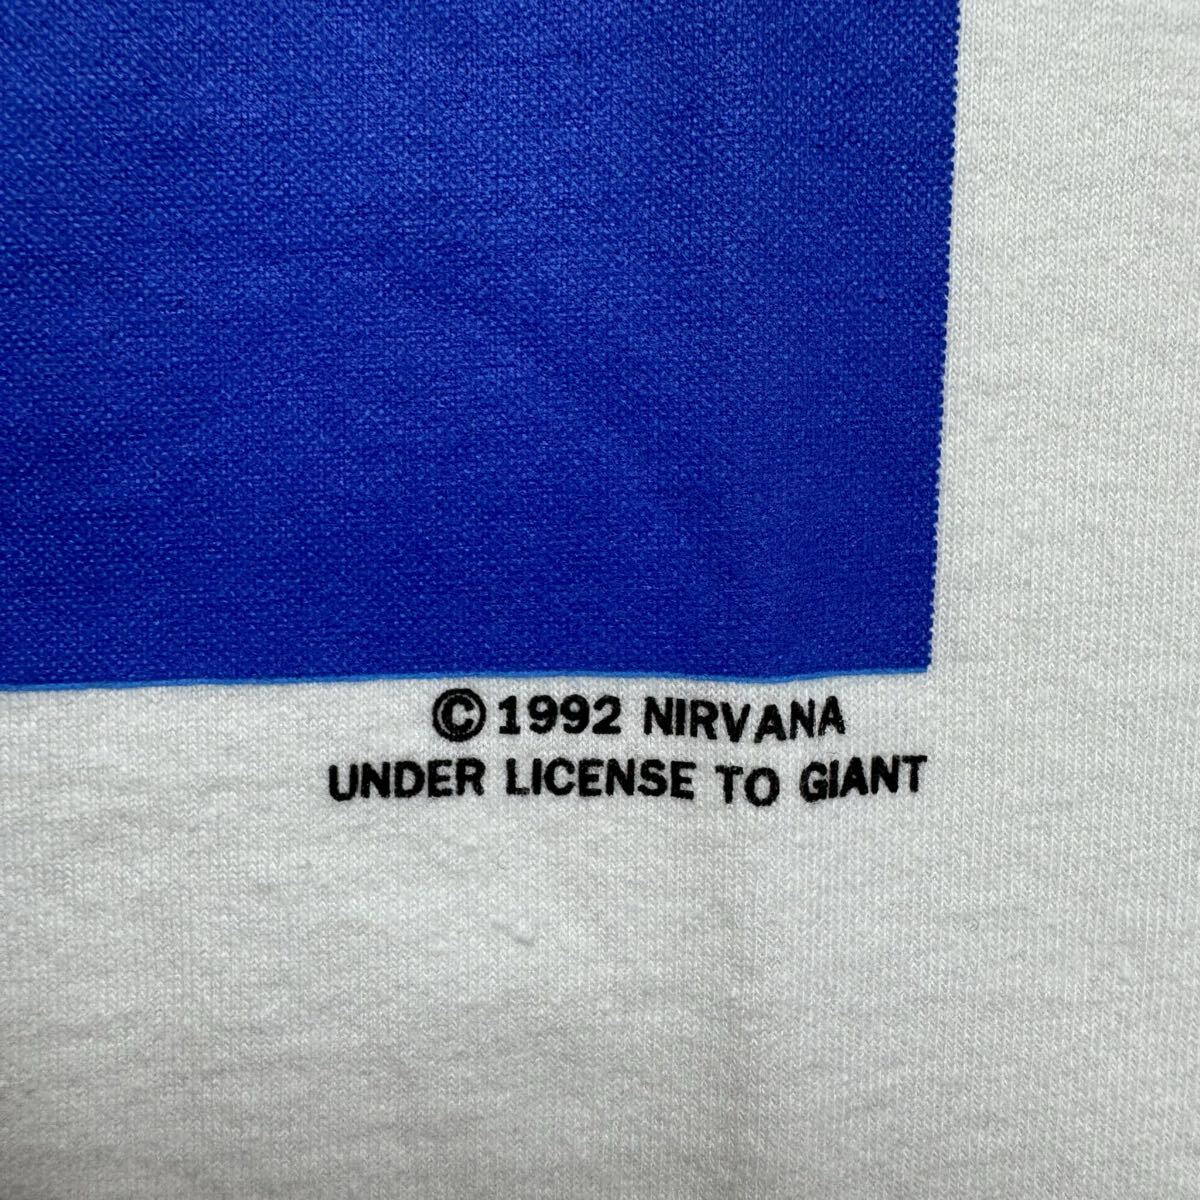 © 1992 NIRVANA
UNDER LICENSE TO GIANT